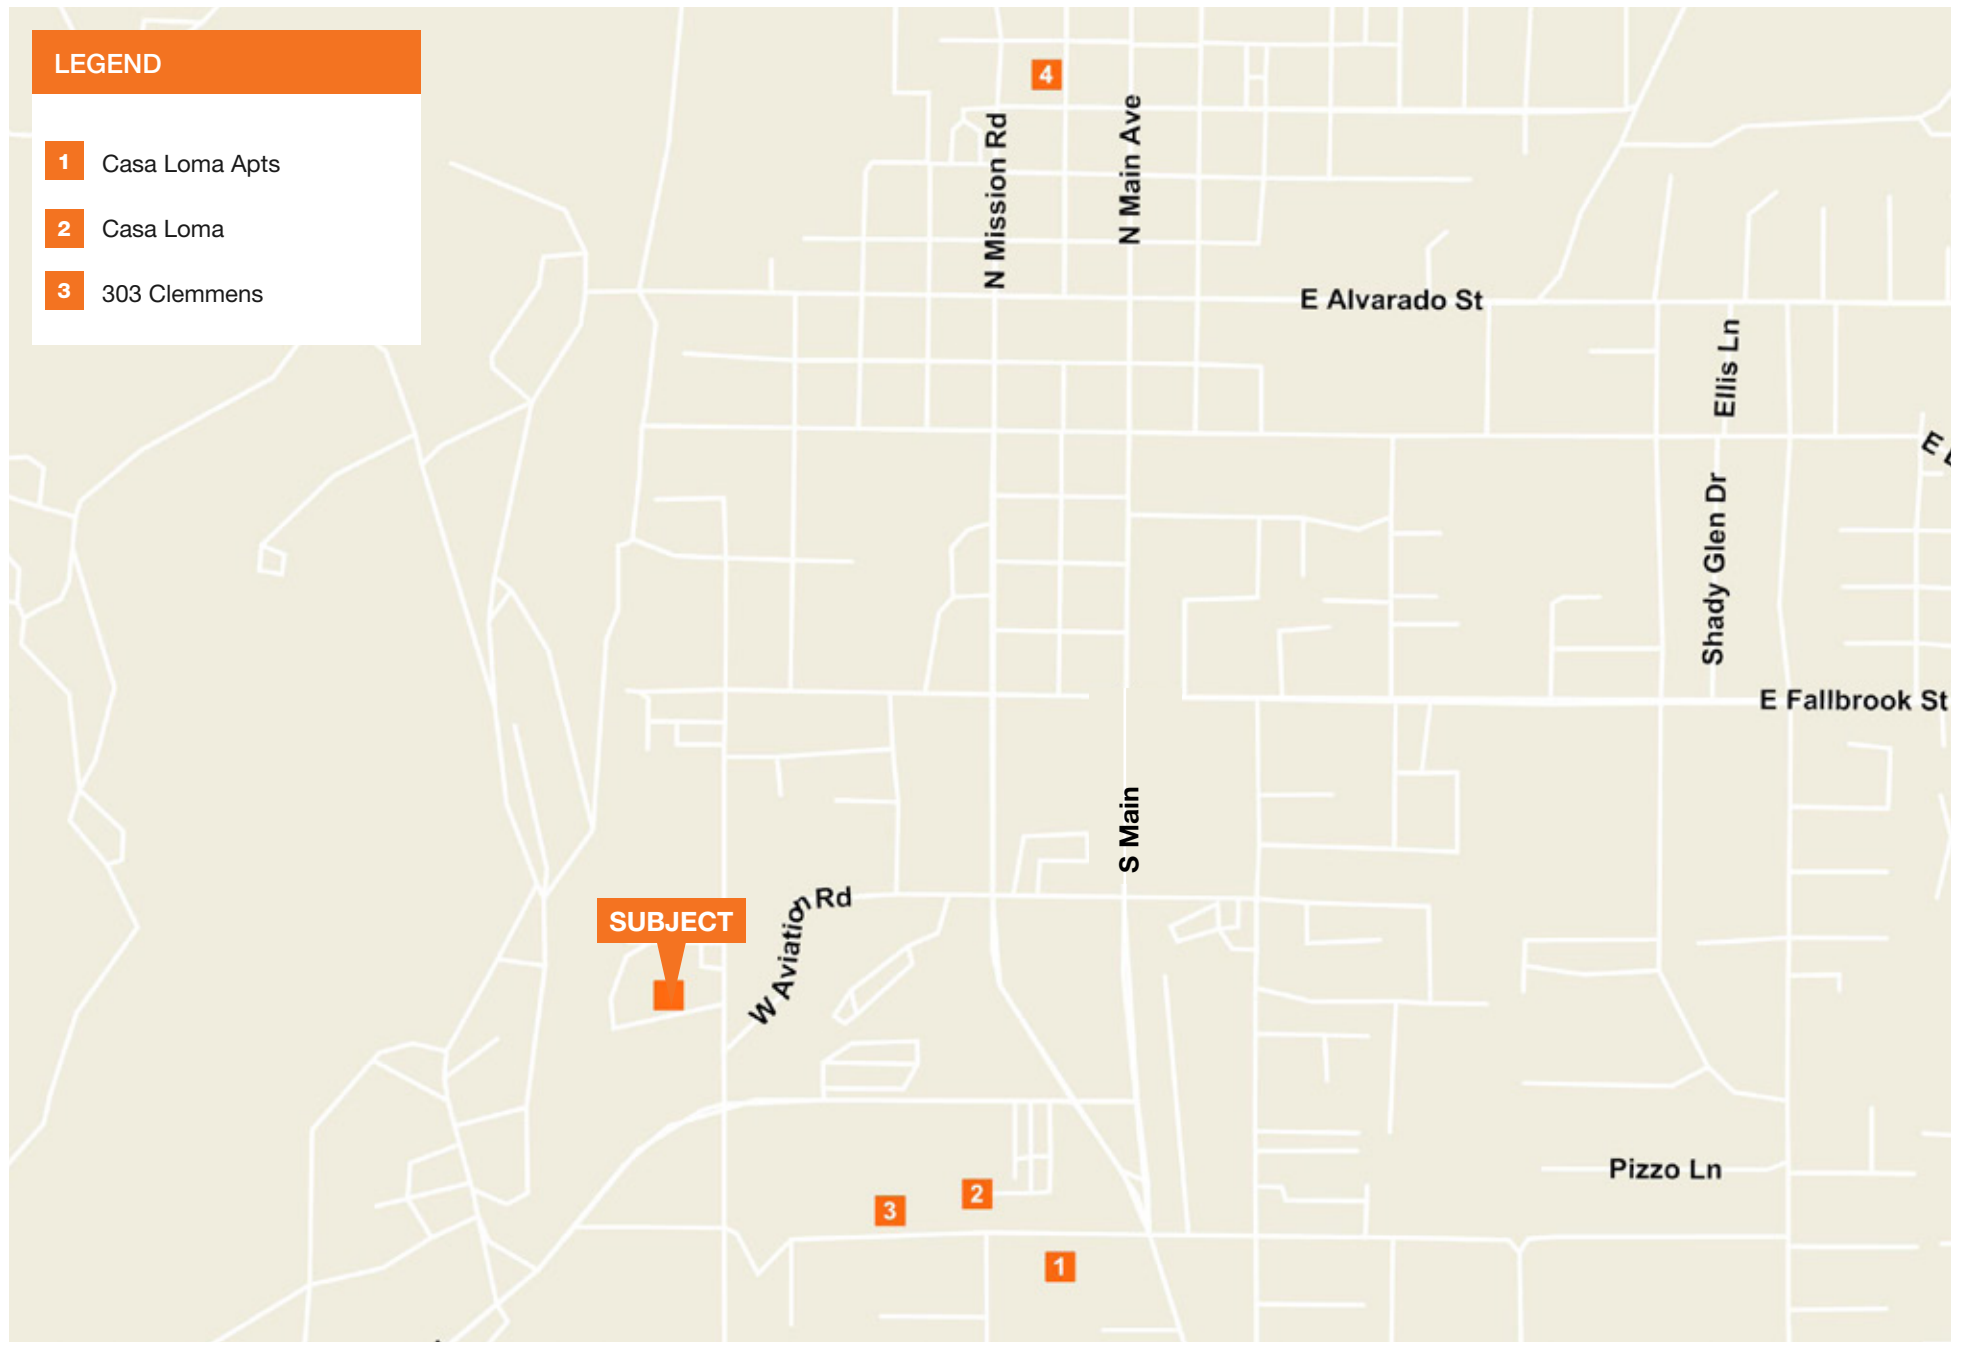 LEGEND
1 Casa Loma Apts
2 Casa Loma
3 303 Clemmens
4
N Mission Rd
N Main Ave
E Alvarado St
Ellis Ln
E
Shady Glen Dr
E Fallbrook St
S Main
SUBJECT
W Aviation Rd
Pizzo Ln
3
2
1